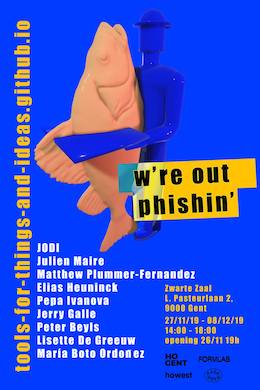 tools-for-things-and-ideas.github.io
w're out
phishin'
JODI
Julien Maire
Matthew Plummer-Fernandez
Elias Heuninck
Pepa Ivanova
Jerry Galle
Peter Beyls
Lisette De Greeuw
María Boto Ordoñez
Zwarte Zaal
L. Pasteurlaan 2,
9000 Gent
27/11/19 - 08/12/19
14:00 - 18:00
opening 26/11 19h
HO
GENT
FORMLAB
howest